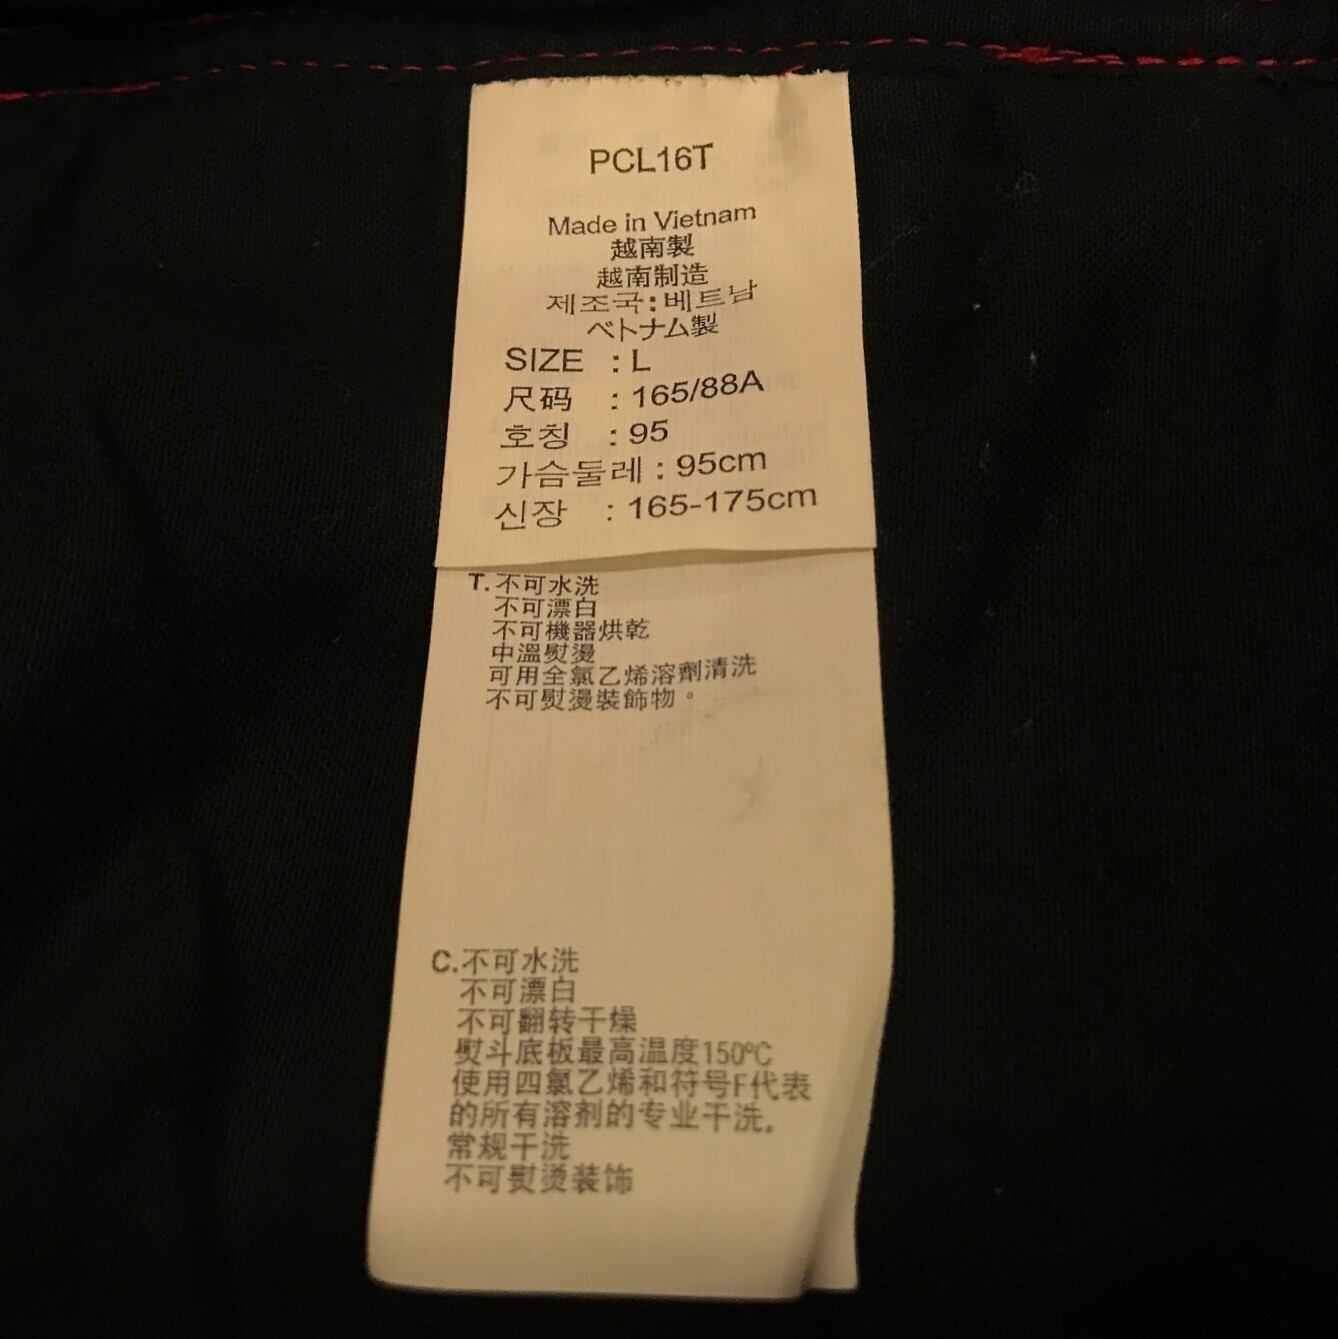 PCL16T
Made in Vietnam
越南製
越南制造
제조국:베트남
ベトナム製
SIZE : L
尺码 : 165/88A
호칭 : 95
가슴둘레 : 95cm
신장 : 165-175cm
T.不可水洗
不可漂白
不可機器烘乾
中溫熨燙
可用全氯乙烯溶劑清洗
不可熨燙裝飾物。
C.不可水洗
不可漂白
不可翻转干燥
熨斗底板最高温度150ºC
使用四氯乙烯和符号F代表
的所有溶剂的专业干洗,
常规干洗
不可熨烫装饰